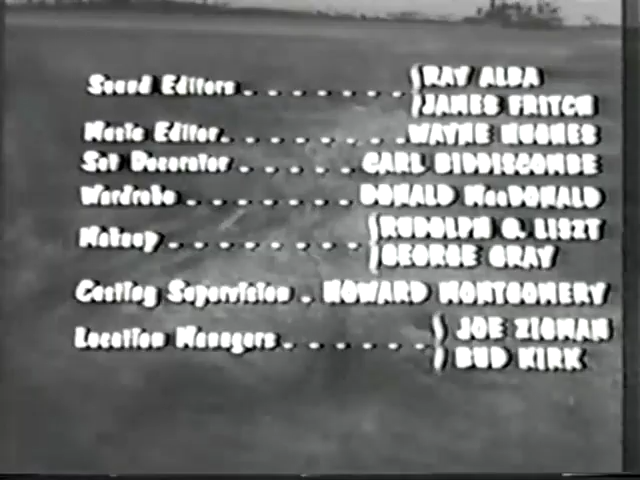 Sound Editors . . . . . . . . { RAY ALBA
{ JAMES FRITCH
Music Editor. . . . . . . . . . WAYNE HUGHES
Set Decorator . . . . . . CARL BIDDISCOMBE
Wardrobe . . . . . . . . . DONALD MacDONALD
Makeup . . . . . . . . . . { RUDOLPH G. LISZT
{ GEORGE GRAY
Casting Supervision . HOWARD MONTGOMERY
Location Managers . . . . . . . } JOE ZIGMAN
} BUD KIRK